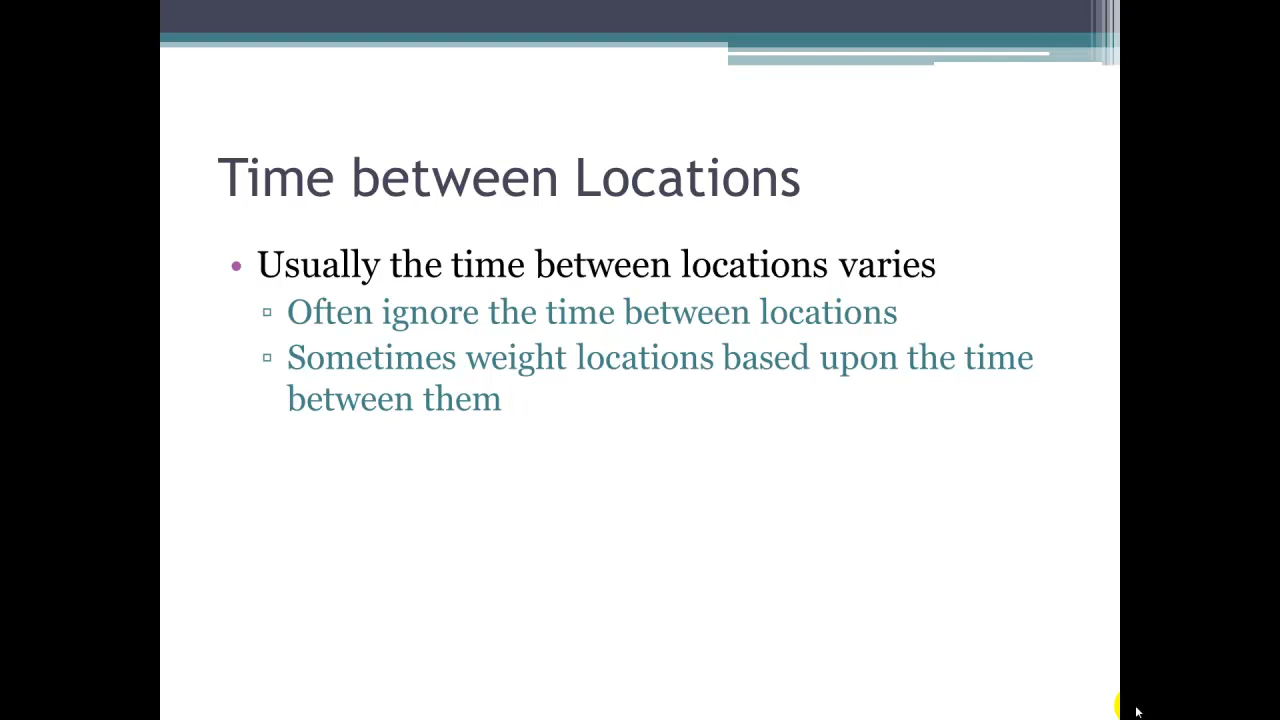 Time between Locations
• Usually the time between locations varies
▫ Often ignore the time between locations
▫ Sometimes weight locations based upon the time
between them